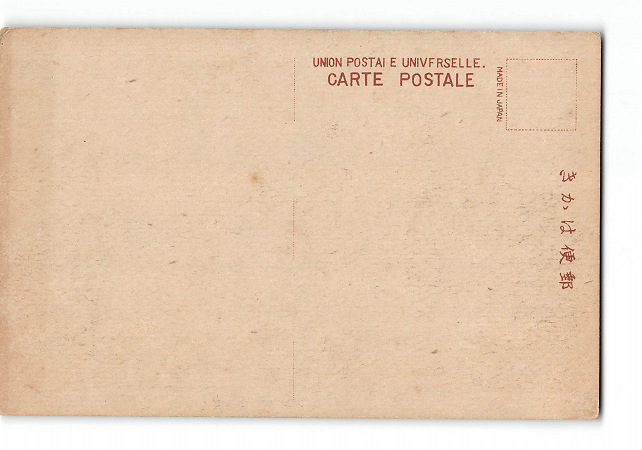 UNION POSTAI E UNIVFRSELLE.
CARTE POSTALE
MADE IN JAPAN
きかは便郵